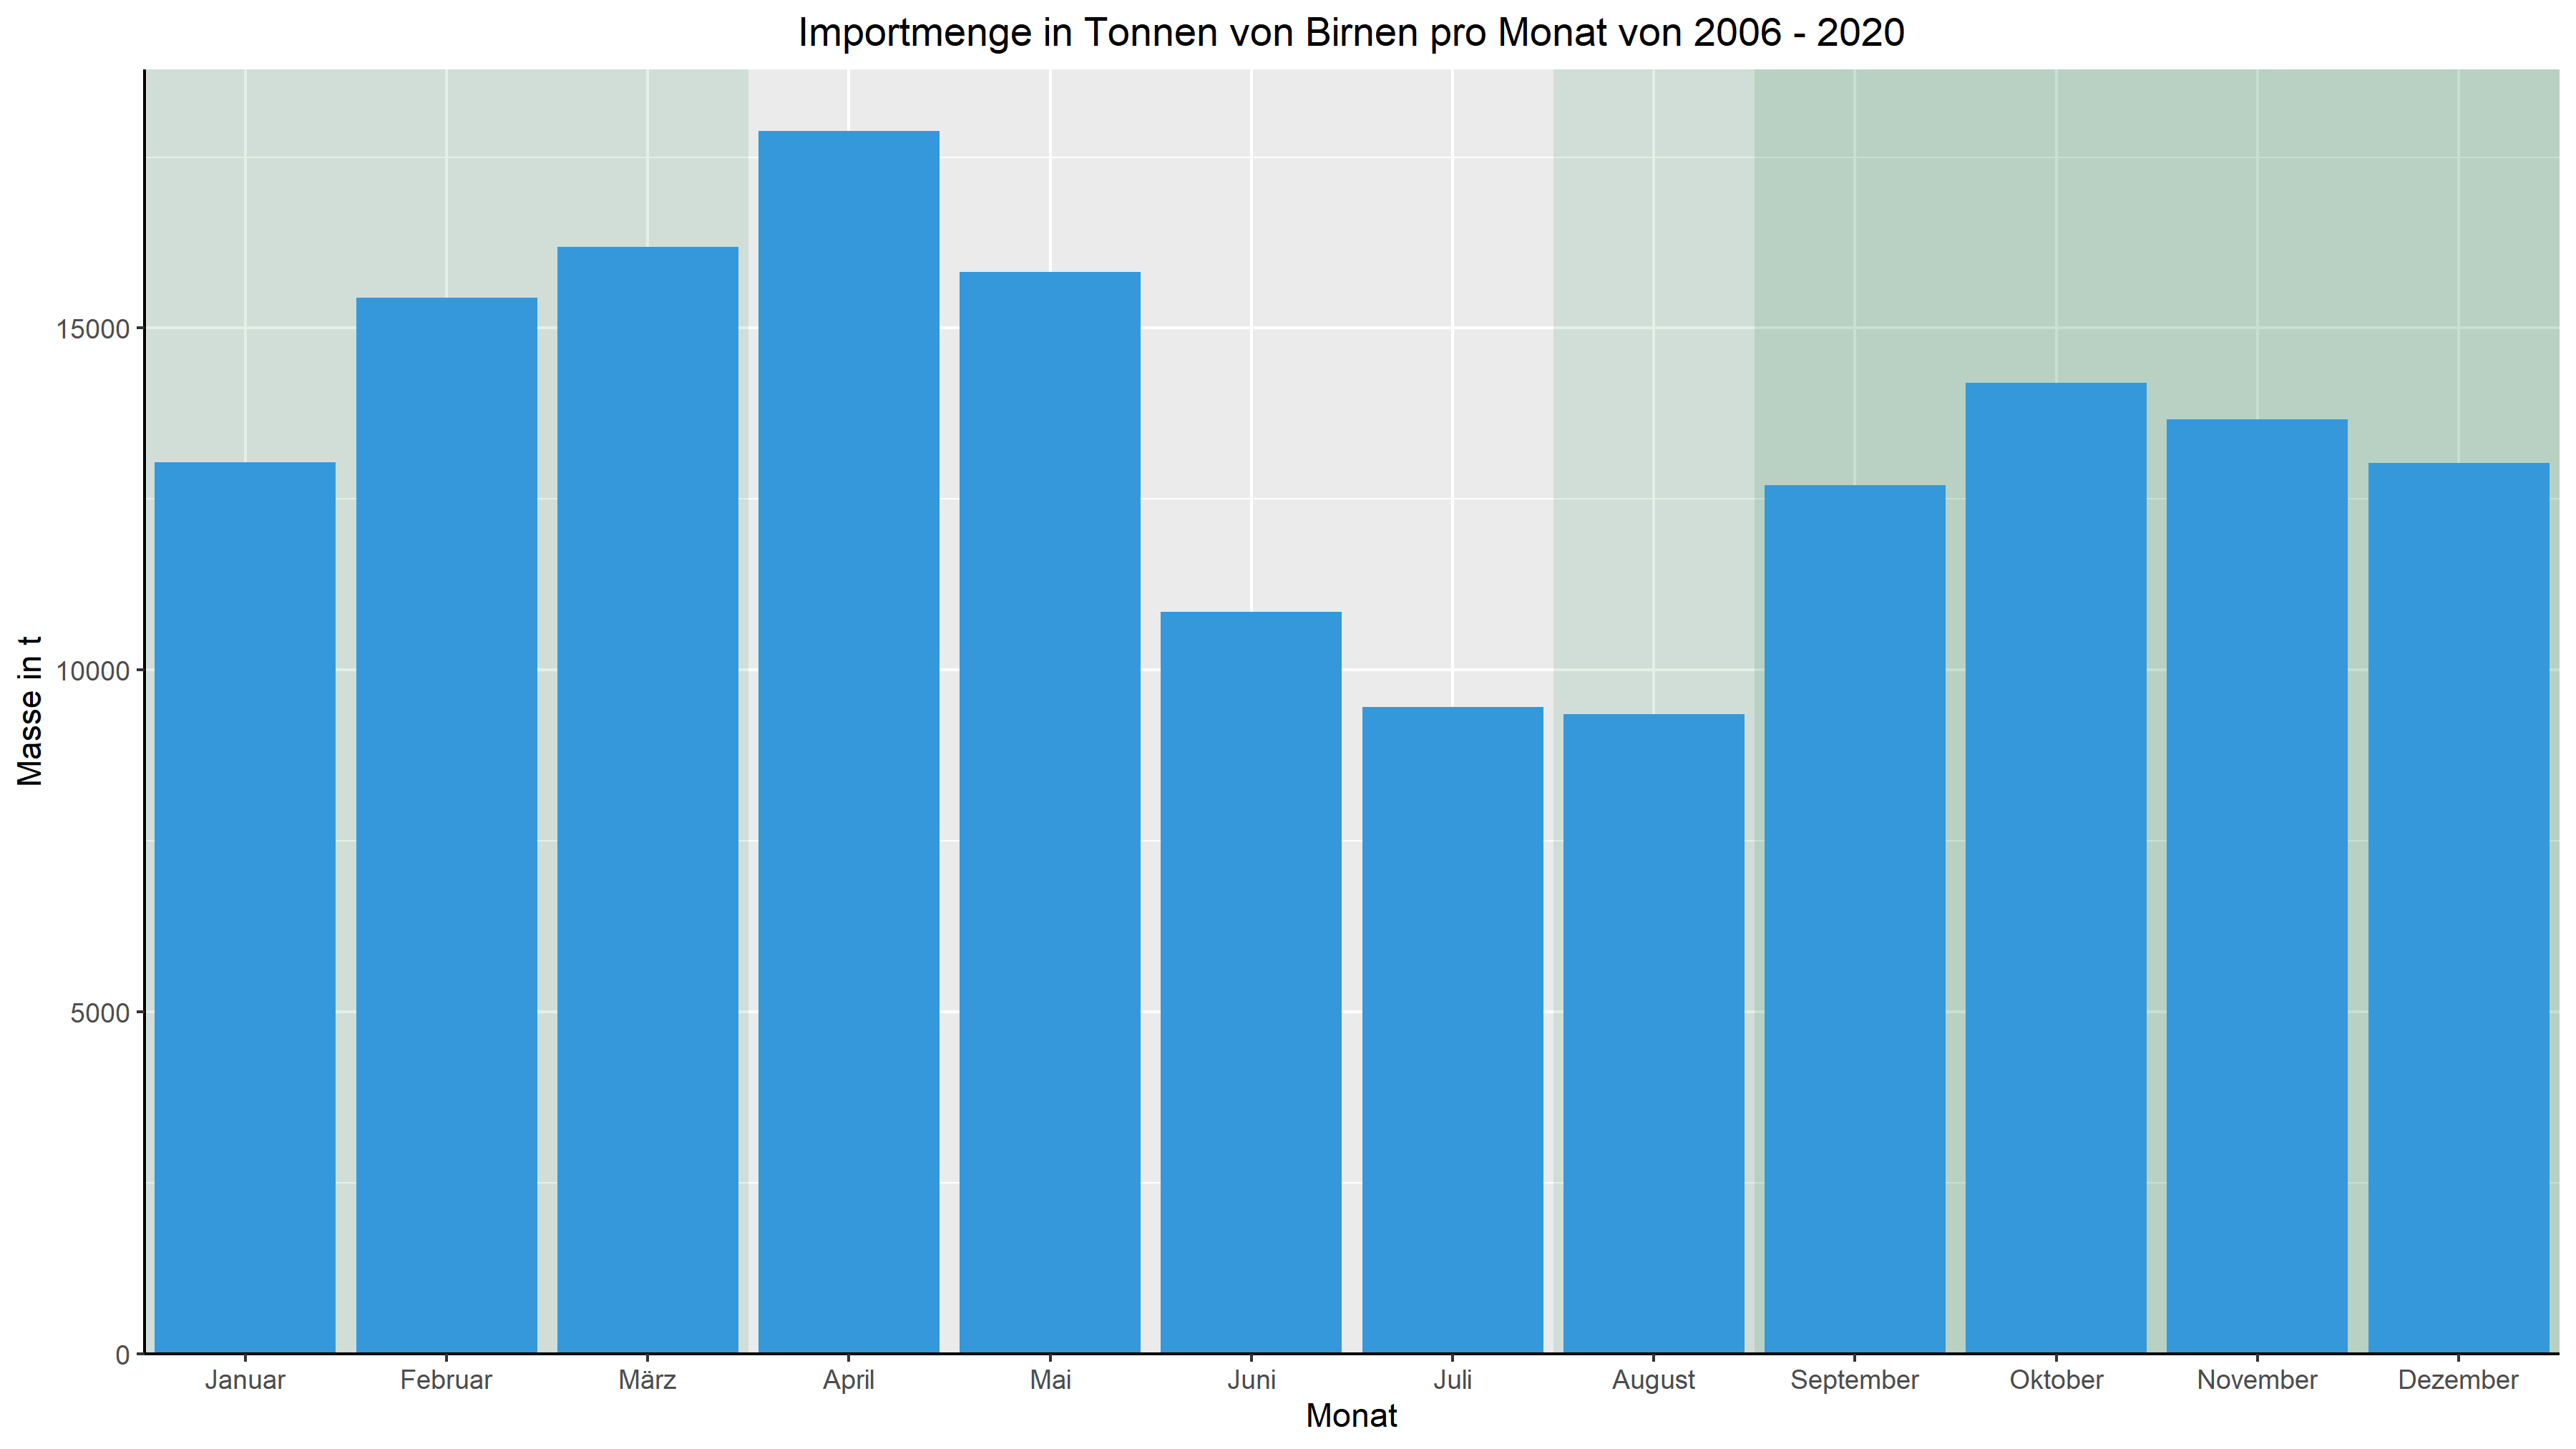 Importmenge in Tonnen von Birnen pro Monat von 2006 - 2020
Masse in t
15000
10000
5000
0
Januar Februar März April Mai Juni Juli August September Oktober November Dezember
Monat